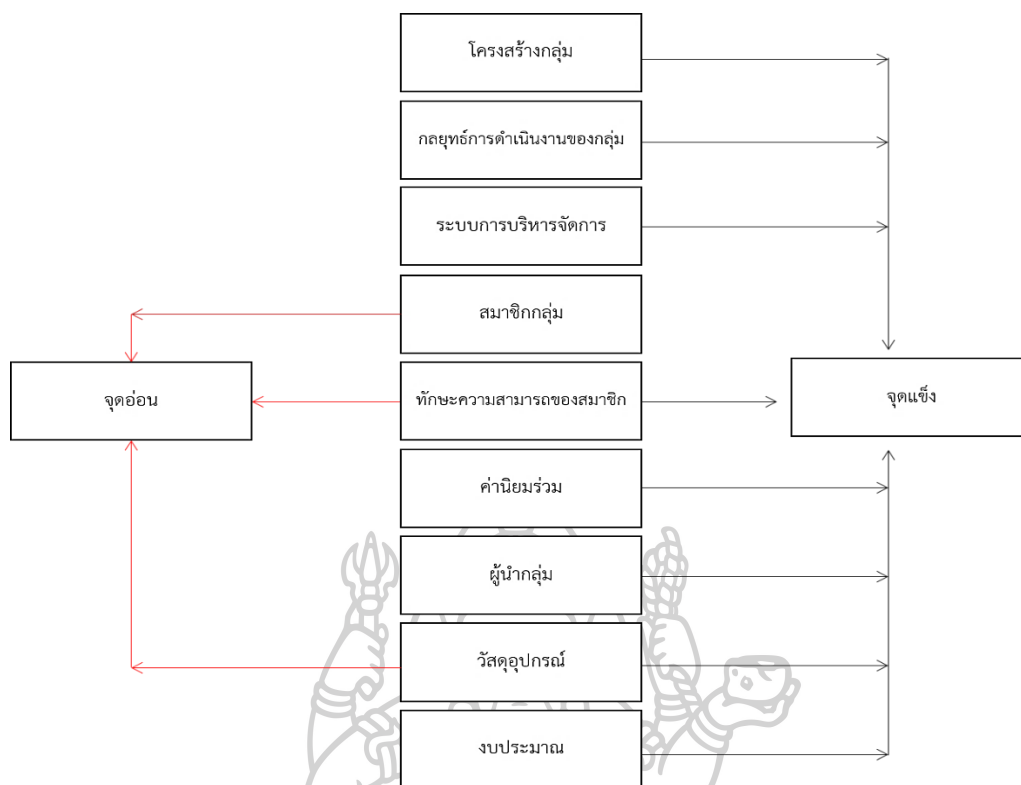 โครงสร้างกลุ่ม
กลยุทธ์การดำเนินงานของกลุ่ม
ระบบการบริหารจัดการ
สมาชิกกลุ่ม
จุดอ่อน
ทักษะความสามารถของสมาชิก
จุดแข็ง
ค่านิยมร่วม
ผู้นำกลุ่ม
วัสดุอุปกรณ์
งบประมาณ